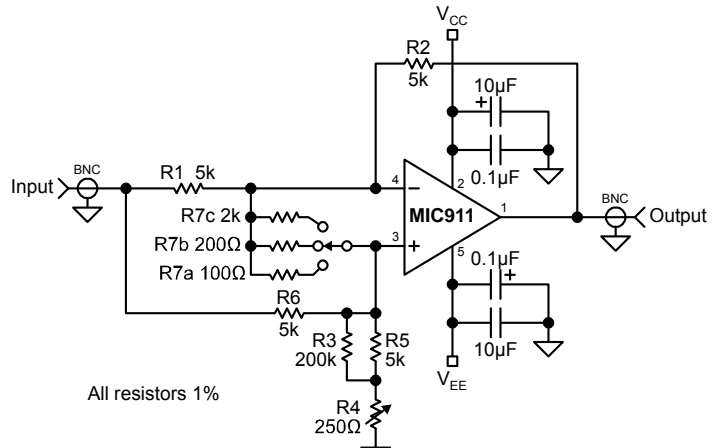 V_CC
R2
5k
10µF
+
0.1µF
BNC
Input
R1 5k
4
−
2
MIC911
1
BNC
Output
R7c 2k
R7b 200Ω
3
+
R7a 100Ω
5
0.1µF
+
10µF
R6
5k
R3
200k
R5
5k
V_EE
All resistors 1%
R4
250Ω